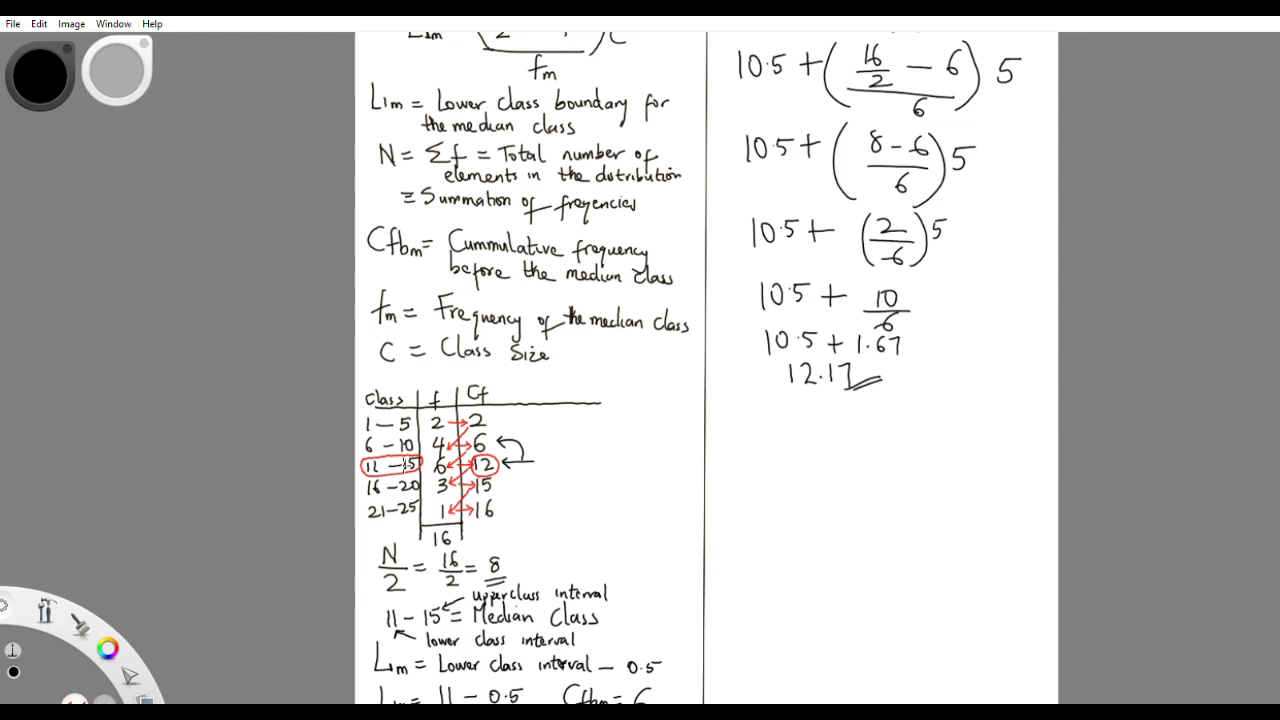 File Edit Image Window Help
fm
L1m = Lower class boundary for
the median class
N = Σf = Total number of
elements in the distribution
= Summation of freqencies
Cfbm = Cummulative frequency
before the median class
fm = Frequency of the median class
C = Class Size
Class f Cf
1 – 5 2 2
6 – 10 4 6
11 – 15 6 12
16 – 20 3 15
21 – 25 1 16
16
N/2 = 16/2 = 8
upper class interval
11 – 15 = Median Class
lower class interval
L1m = Lower class interval – 0.5
L1m = 11 – 0.5 Cfbm = 6
10.5 + ((16/2 – 6)/6) 5
10.5 + ((8 – 6)/6) 5
10.5 + (2/6) 5
10.5 + 10/6
10.5 + 1.67
12.17